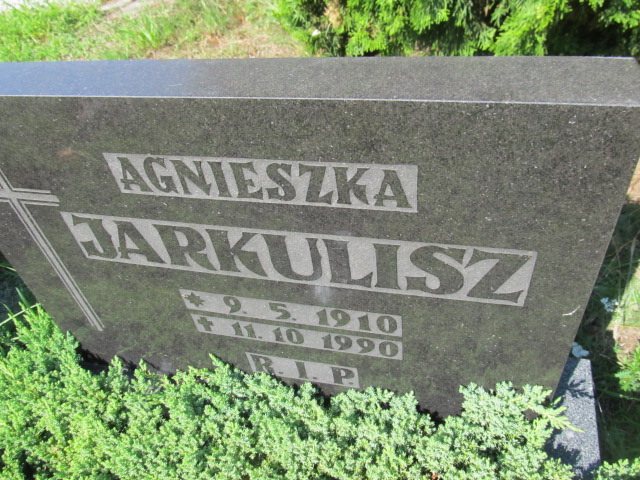 AGNIESZKA
JARKULISZ
* 9. 5. 1910
✝ 11. 10 1990
R. I. P.